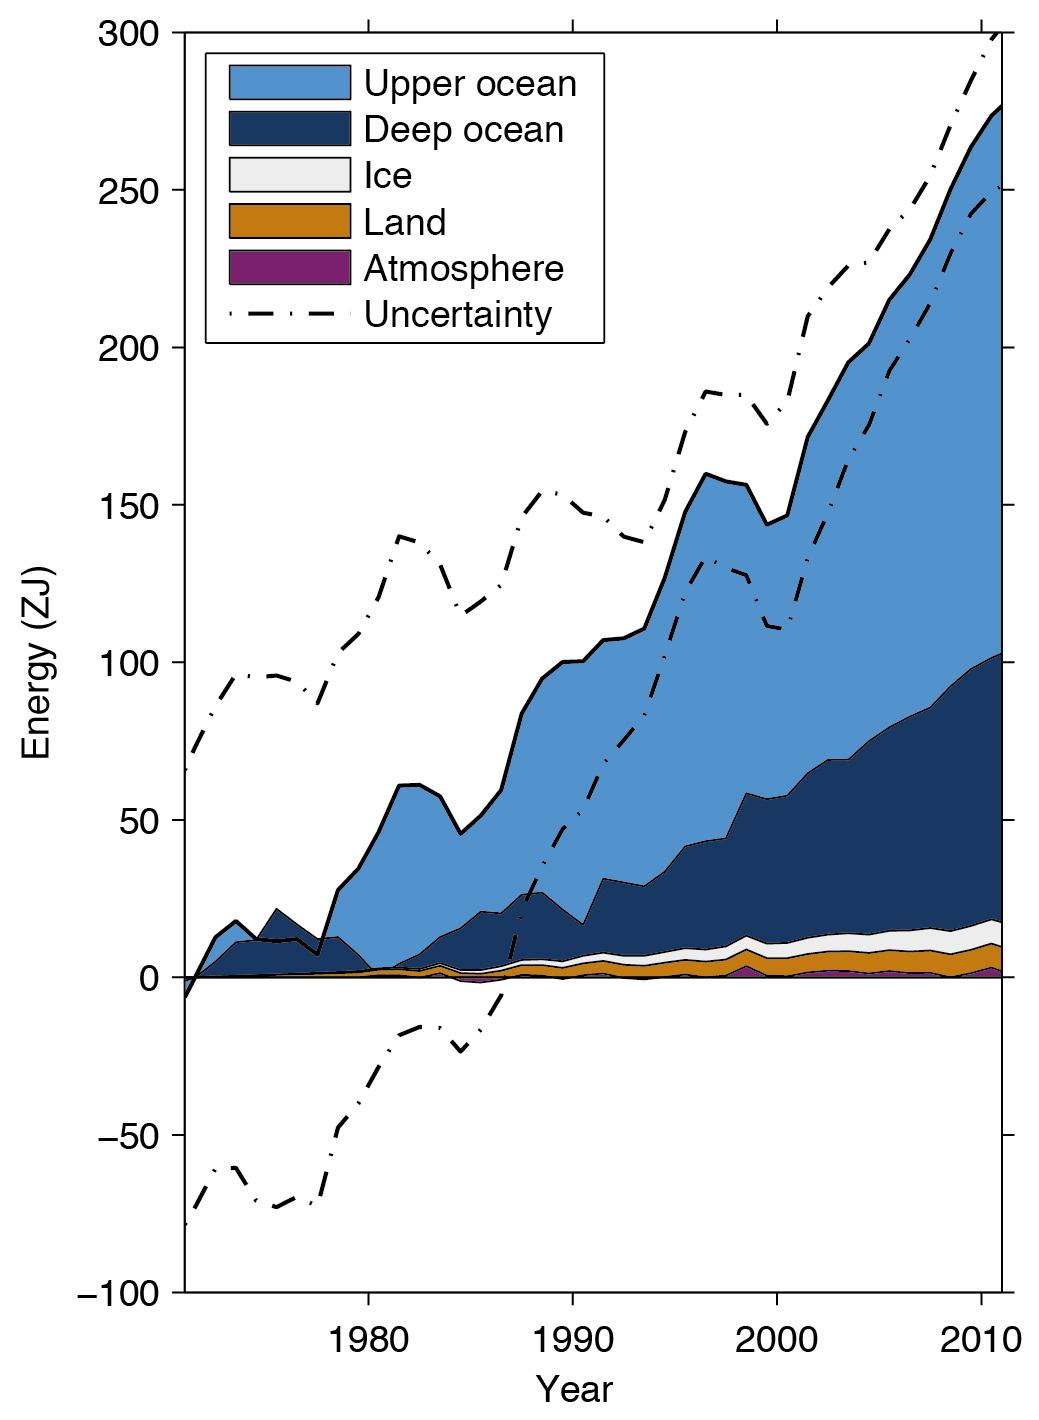 300
250
200
150
100
50
0
−50
−100
Energy (ZJ)
Upper ocean
Deep ocean
Ice
Land
Atmosphere
Uncertainty
1980 1990 2000 2010
Year